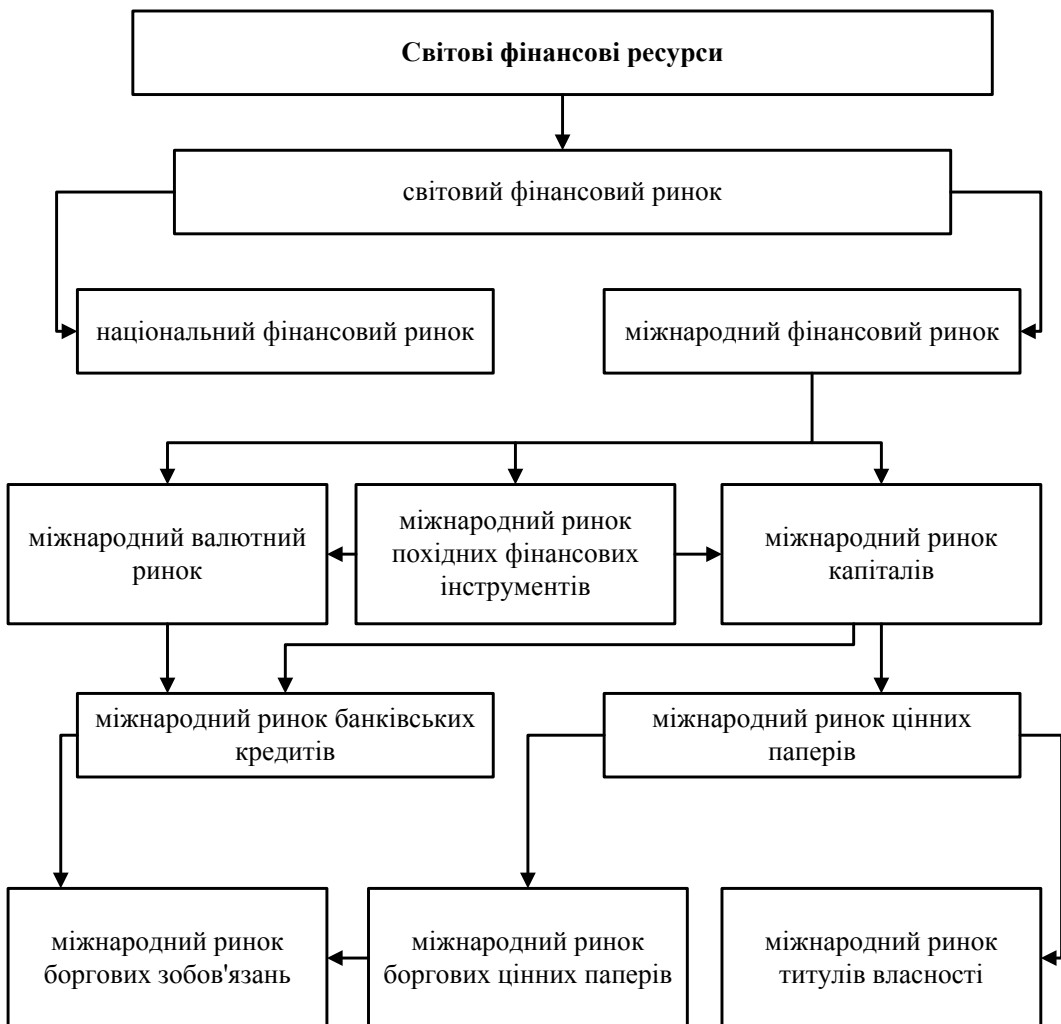 Світові фінансові ресурси
світовий фінансовий ринок
національний фінансовий ринок
міжнародний фінансовий ринок
міжнародний валютний
ринок
міжнародний ринок
похідних фінансових
інструментів
міжнародний ринок
капіталів
міжнародний ринок банківських
кредитів
міжнародний ринок цінних
паперів
міжнародний ринок
боргових зобов'язань
міжнародний ринок
боргових цінних паперів
міжнародний ринок
титулів власності